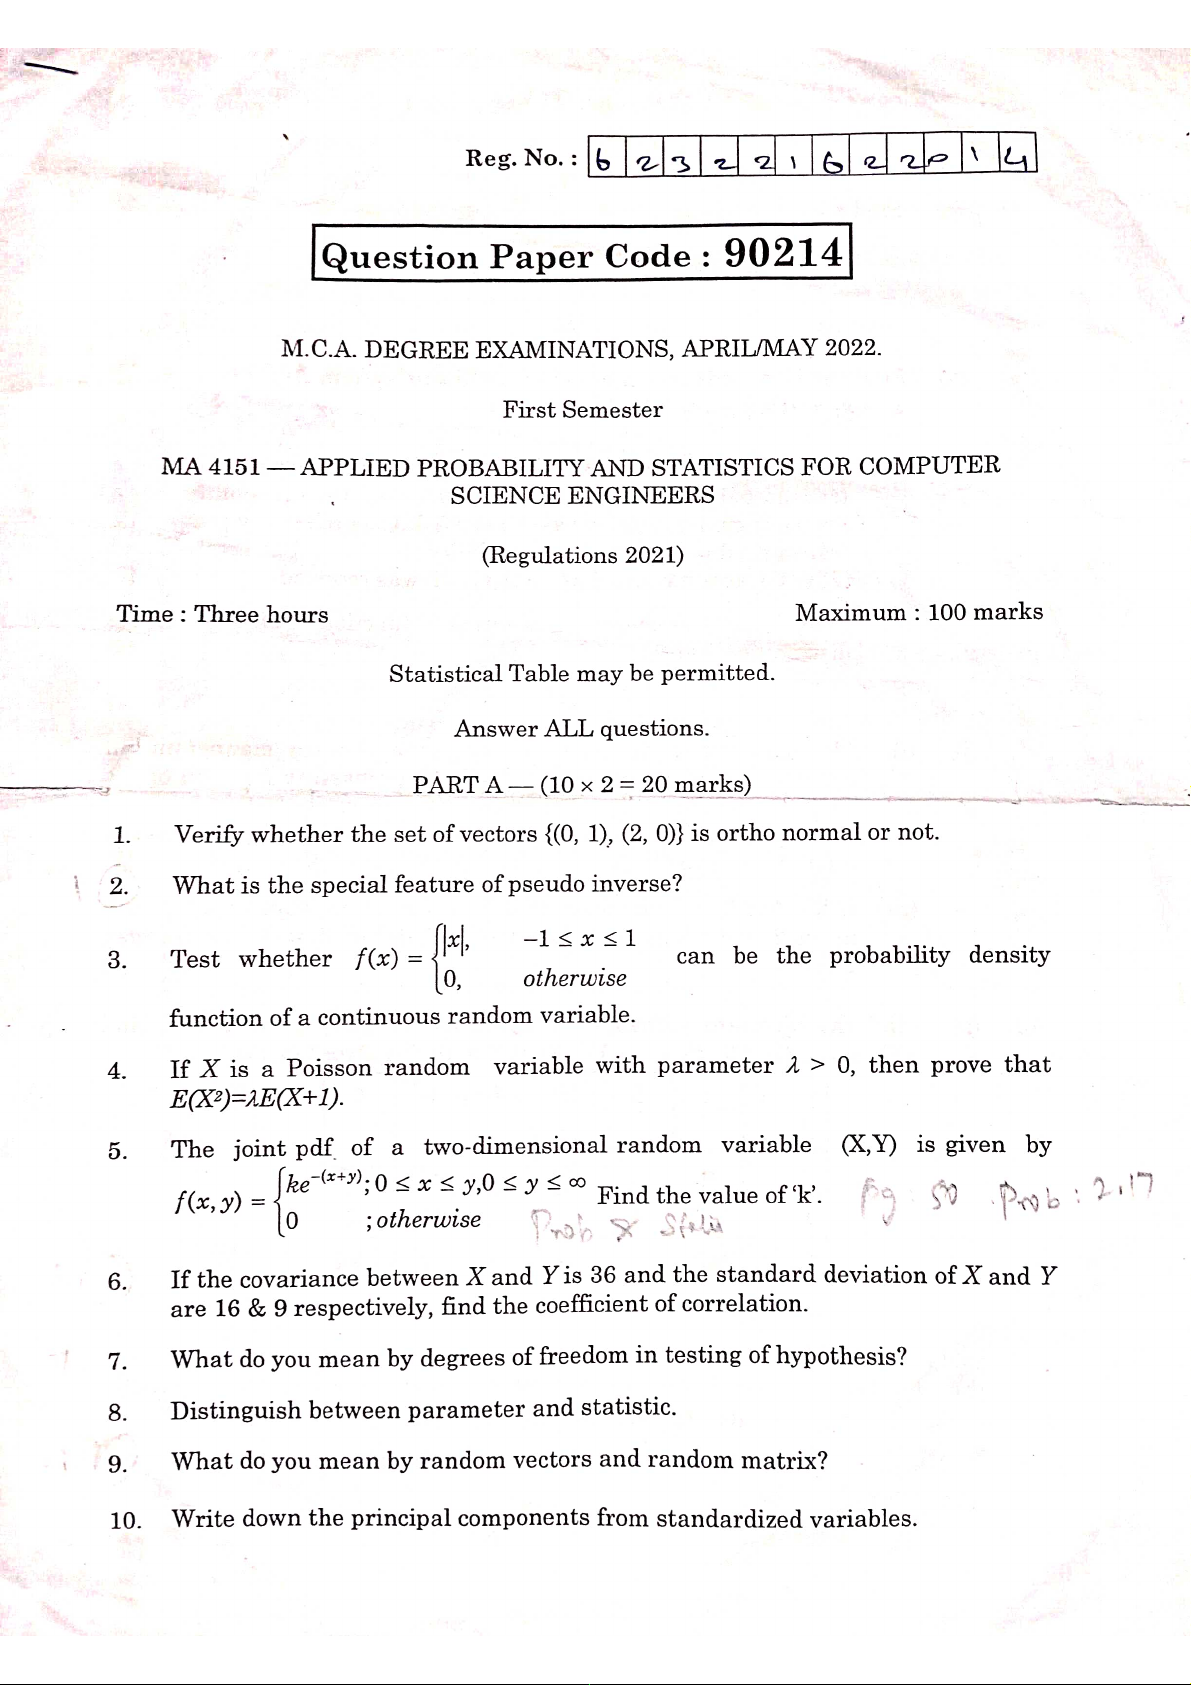 Reg. No. : 6 2 3 2 2 1 6 2 2 0 1 4
Question Paper Code : 90214
M.C.A. DEGREE EXAMINATIONS, APRIL/MAY 2022.
First Semester
MA 4151 — APPLIED PROBABILITY AND STATISTICS FOR COMPUTER
SCIENCE ENGINEERS
(Regulations 2021)
Time : Three hours Maximum : 100 marks
Statistical Table may be permitted.
Answer ALL questions.
PART A — (10 × 2 = 20 marks)
1. Verify whether the set of vectors {(0, 1), (2, 0)} is ortho normal or not.
2. What is the special feature of pseudo inverse?
3. Test whether f(x) = { |x|, −1 ≤ x ≤ 1 can be the probability density
0, otherwise
function of a continuous random variable.
4. If X is a Poisson random variable with parameter λ > 0, then prove that
E(X²)=λE(X+1).
5. The joint pdf of a two-dimensional random variable (X,Y) is given by
f(x, y) = { ke^−(x+y); 0 ≤ x ≤ y, 0 ≤ y ≤ ∞ Find the value of ‘k’. Pg 50 Prob : 2.17
0 ; otherwise Prob &
6. If the covariance between X and Y is 36 and the standard deviation of X and Y
are 16 & 9 respectively, find the coefficient of correlation.
7. What do you mean by degrees of freedom in testing of hypothesis?
8. Distinguish between parameter and statistic.
9. What do you mean by random vectors and random matrix?
10. Write down the principal components from standardized variables.